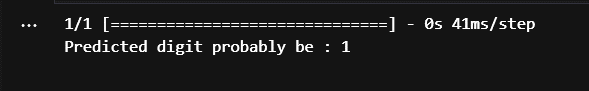 ... 1/1 [==============================] - 0s 41ms/step
Predicted digit probably be : 1